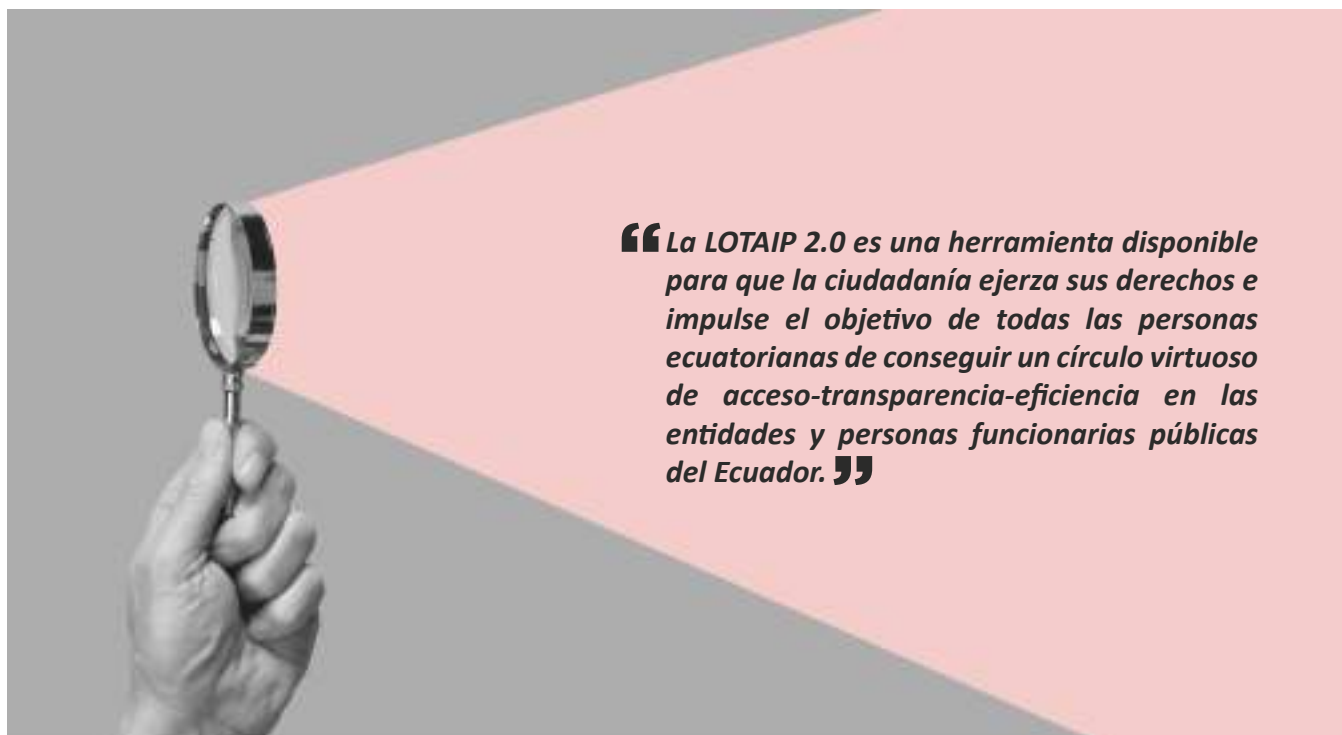 “La LOTAIP 2.0 es una herramienta disponible
para que la ciudadanía ejerza sus derechos e
impulse el objetivo de todas las personas
ecuatorianas de conseguir un círculo virtuoso
de acceso-transparencia-eficiencia en las
entidades y personas funcionarias públicas
del Ecuador.”